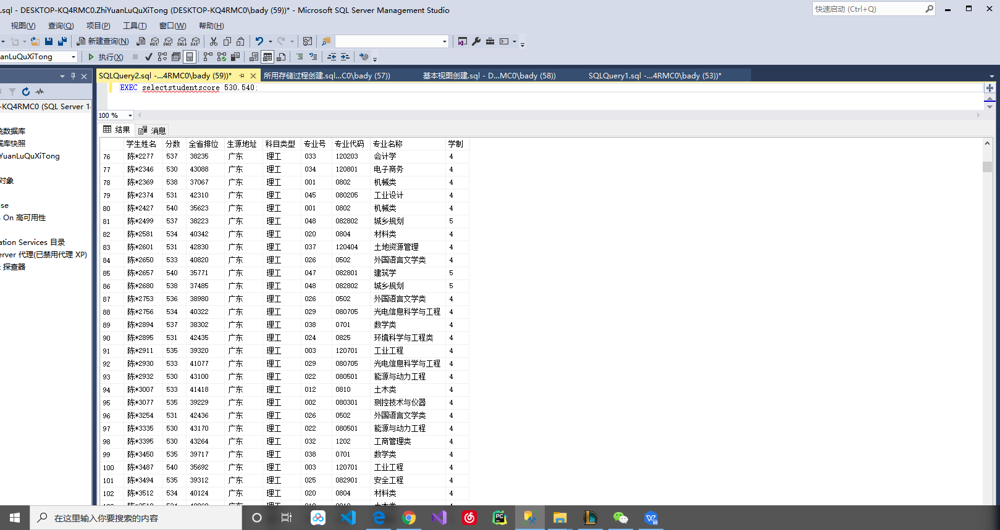 .sql - DESKTOP-KQ4RMC0.ZhiYuanLuQuXiTong (DESKTOP-KQ4RMC0\bady (59))* - Microsoft SQL Server Management Studio
快速启动 (Ctrl+Q)
视图(V) 查询(Q) 项目(P) 工具(T) 窗口(W) 帮助(H)
新建查询(N) MDX DMX XMLA DAX
anLuQuXiTong 执行(X)
SQLQuery2.sql -...4RMC0\bady (59))* 所用存储过程创建.sql...C0\bady (57)) 基本视图创建.sql - D...MC0\bady (58)) SQLQuery1.sql -...4RMC0\bady (53))*
EXEC selectstudentscore 530,540;
-KQ4RMC0 (SQL Server 1
统数据库
据库快照
YuanLuQuXiTong
对象
se
On 高可用性
ation Services 目录
erver 代理(已禁用代理 XP)
探查器
100 %
结果 消息
学生姓名 分数 全省排位 生源地址 科目类型 专业号 专业代码 专业名称 学制
76 陈*2277 537 38235 广东 理工 033 120203 会计学 4
77 陈*2346 530 43088 广东 理工 034 120801 电子商务 4
78 陈*2369 538 37067 广东 理工 001 0802 机械类 4
79 陈*2374 531 42310 广东 理工 045 080205 工业设计 4
80 陈*2427 540 35623 广东 理工 001 0802 机械类 4
81 陈*2499 537 38223 广东 理工 048 082802 城乡规划 5
82 陈*2581 534 40342 广东 理工 020 0804 材料类 4
83 陈*2601 531 42830 广东 理工 037 120404 土地资源管理 4
84 陈*2650 533 40820 广东 理工 026 0502 外国语言文学类 4
85 陈*2657 540 35771 广东 理工 047 082801 建筑学 5
86 陈*2680 538 37485 广东 理工 048 082802 城乡规划 5
87 陈*2753 536 38980 广东 理工 026 0502 外国语言文学类 4
88 陈*2756 534 40322 广东 理工 029 080705 光电信息科学与工程 4
89 陈*2894 537 38302 广东 理工 038 0701 数学类 4
90 陈*2895 531 42435 广东 理工 024 0825 环境科学与工程类 4
91 陈*2911 535 39320 广东 理工 003 120701 工业工程 4
92 陈*2930 533 41077 广东 理工 029 080705 光电信息科学与工程 4
93 陈*2932 530 43100 广东 理工 022 080501 能源与动力工程 4
94 陈*3007 533 41418 广东 理工 012 0810 土木类 4
95 陈*3077 535 39229 广东 理工 002 080301 测控技术与仪器 4
96 陈*3254 531 42436 广东 理工 026 0502 外国语言文学类 4
97 陈*3335 530 43170 广东 理工 022 080501 能源与动力工程 4
98 陈*3395 530 43264 广东 理工 032 1202 工商管理类 4
99 陈*3450 535 39717 广东 理工 038 0701 数学类 4
100 陈*3487 540 35692 广东 理工 003 120701 工业工程 4
101 陈*3494 535 39312 广东 理工 025 082901 安全工程 4
102 陈*3512 534 40124 广东 理工 020 0804 材料类 4
在这里输入你要搜索的内容